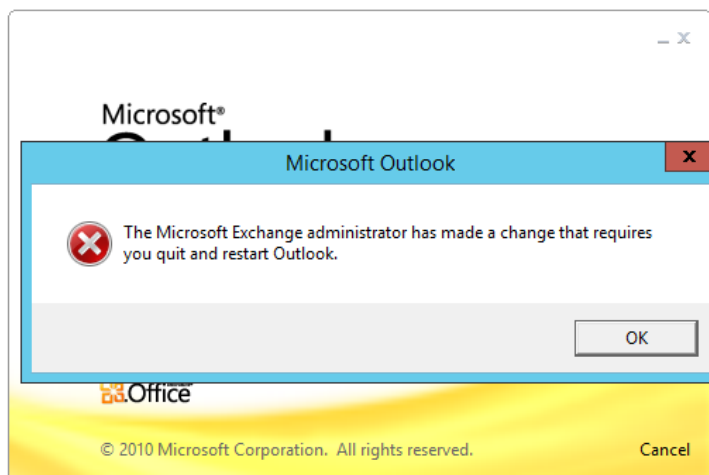 Microsoft®
Microsoft Outlook
x
The Microsoft Exchange administrator has made a change that requires
you quit and restart Outlook.
OK
Office
© 2010 Microsoft Corporation. All rights reserved.
Cancel